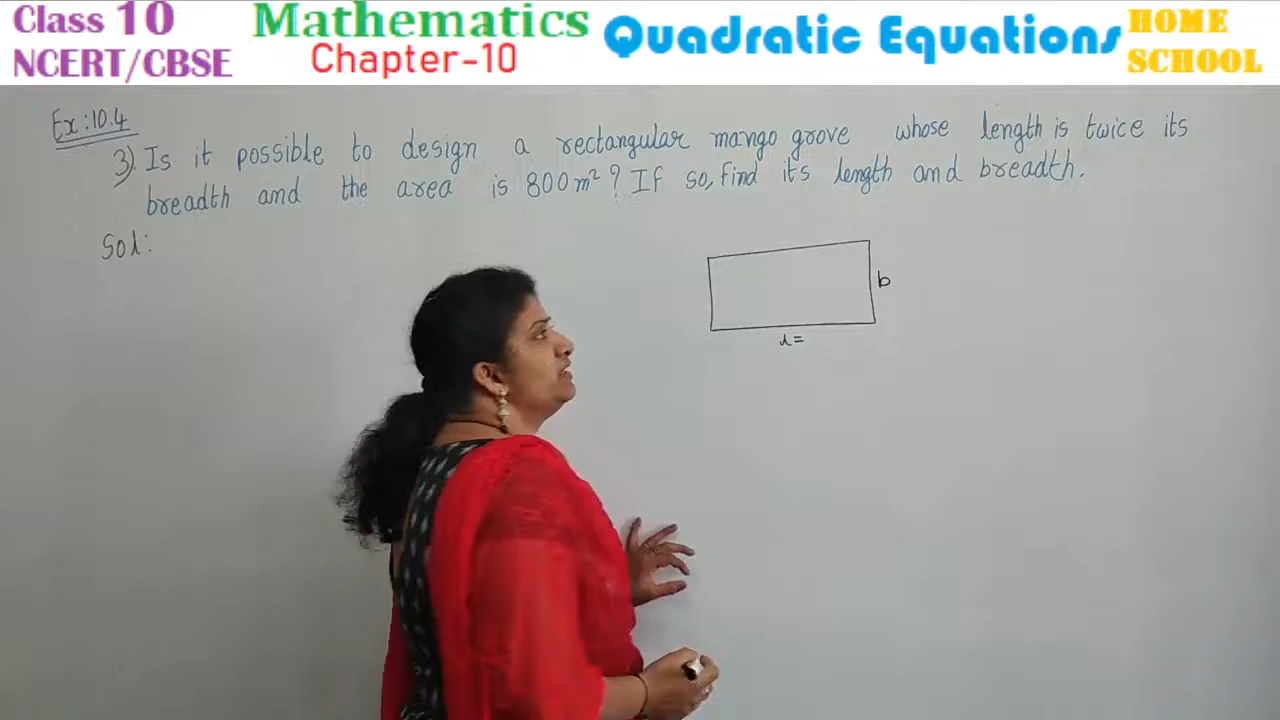 Class 10
NCERT/CBSE
Mathematics
Chapter-10
Quadratic Equations
HOME
SCHOOL
Ex:10.4
3). Is it possible to design a rectangular mango grove whose length is twice its
breadth and the area is 800m²? If so, find its length and breadth.
Sol:
b
l=